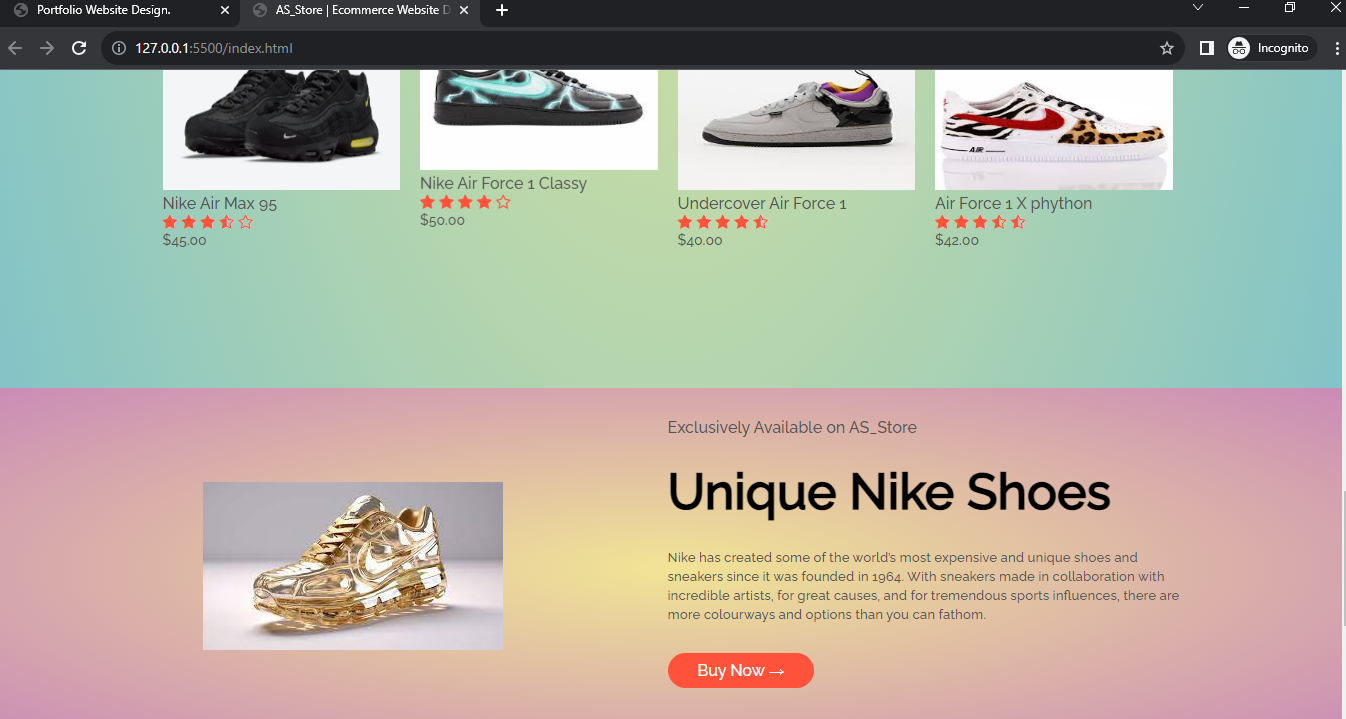 Portfolio Website Design.
AS_Store | Ecommerce Website D
127.0.0.1:5500/index.html
Incognito
Nike Air Max 95
$45.00
Nike Air Force 1 Classy
$50.00
Undercover Air Force 1
$40.00
AIR
Air Force 1 X phython
$42.00
Exclusively Available on AS_Store
Unique Nike Shoes
Nike has created some of the world's most expensive and unique shoes and
sneakers since it was founded in 1964. With sneakers made in collaboration with
incredible artists, for great causes, and for tremendous sports influences, there are
more colourways and options than you can fathom.
Buy Now →